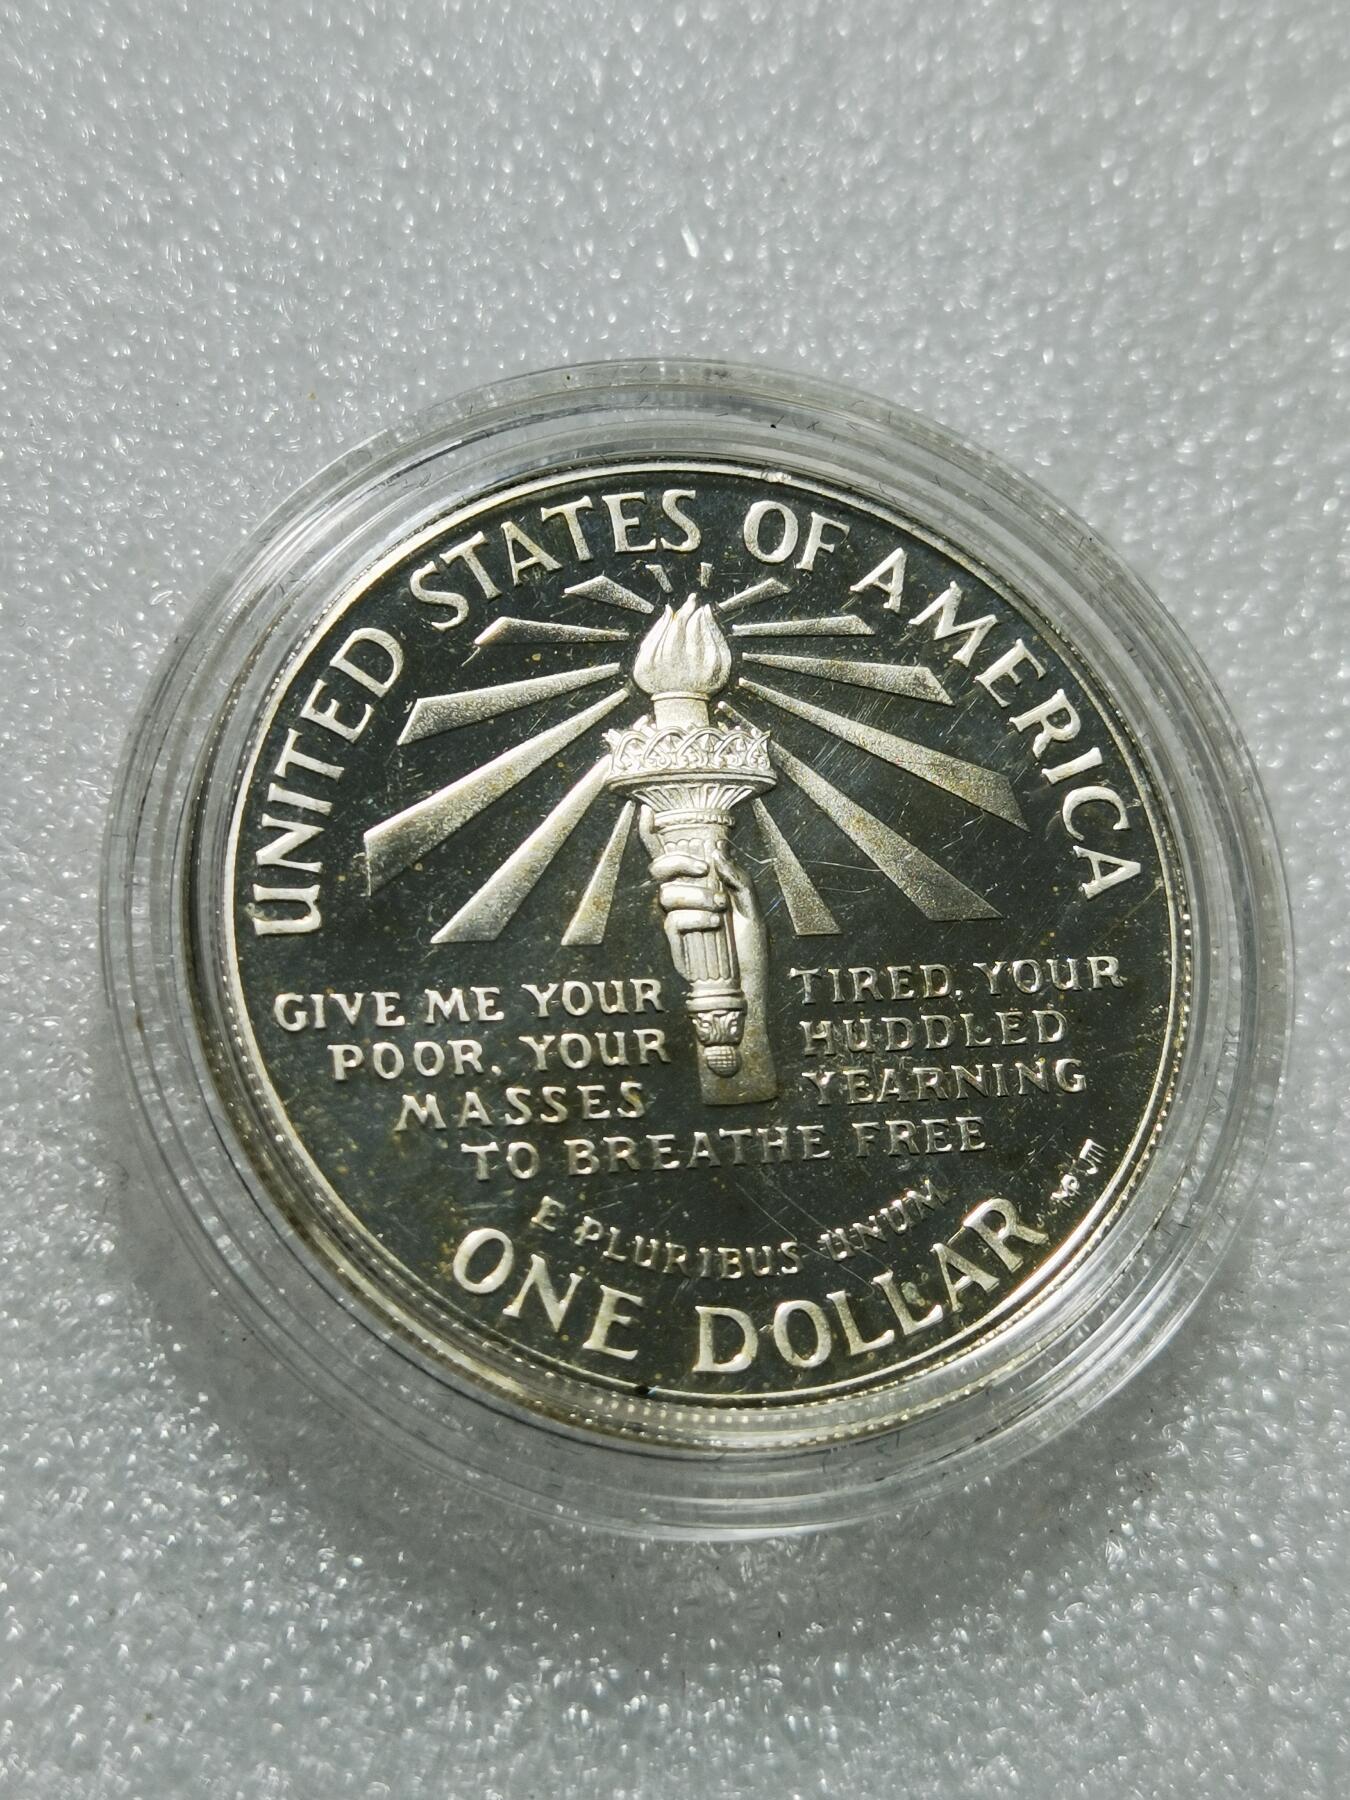 UNITED STATES OF AMERICA
GIVE ME YOUR TIRED, YOUR
POOR, YOUR HUDDLED
MASSES YEARNING
TO BREATHE FREE
E PLURIBUS UNUM
ONE DOLLAR